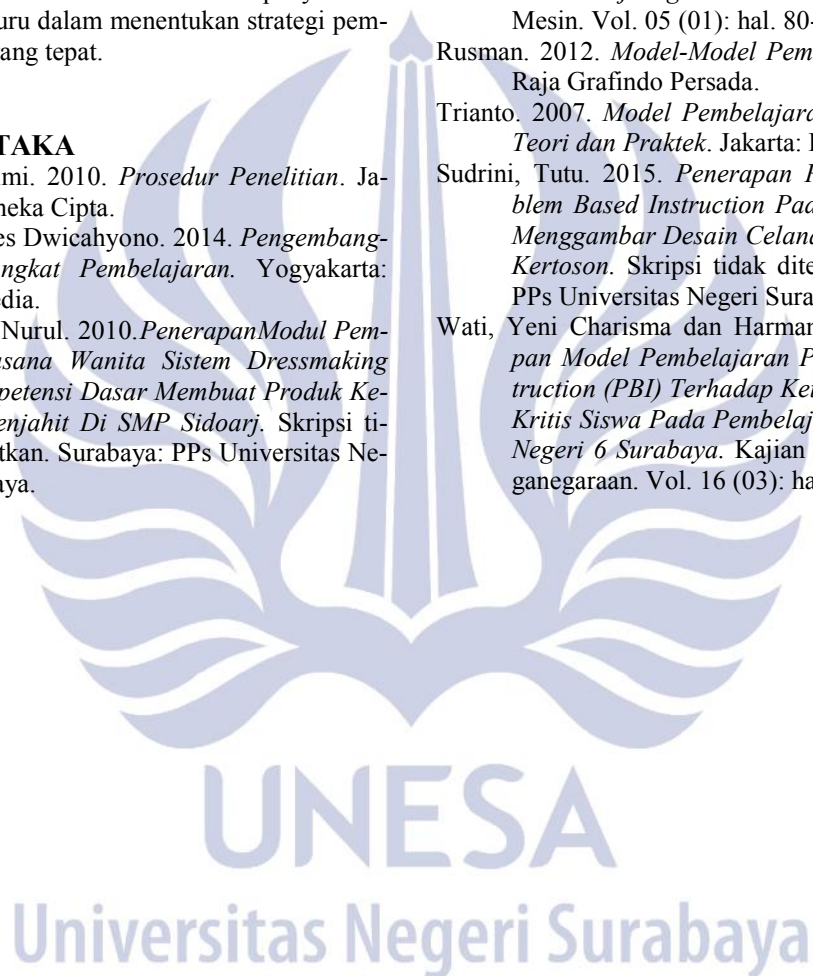 uru dalam menentukan strategi pem-
ang tepat.
TAKA
mi. 2010. Prosedur Penelitian. Ja-
neka Cipta.
es Dwicahyono. 2014. Pengembang-
ngkat Pembelajaran. Yogyakarta:
edia.
Nurul. 2010.PenerapanModul Pem-
usana Wanita Sistem Dressmaking
petensi Dasar Membuat Produk Ke-
enjahit Di SMP Sidoarj. Skripsi ti-
tkan. Surabaya: PPs Universitas Ne-
aya.
Mesin. Vol. 05 (01): hal. 80-
Rusman. 2012. Model-Model Pem
Raja Grafindo Persada.
Trianto. 2007. Model Pembelajara
Teori dan Praktek. Jakarta: 
Sudrini, Tutu. 2015. Penerapan 
blem Based Instruction Pad
Menggambar Desain Celana
Kertoson. Skripsi tidak dite
PPs Universitas Negeri Sura
Wati, Yeni Charisma dan Harman
pan Model Pembelajaran P
truction (PBI) Terhadap Ket
Kritis Siswa Pada Pembelaj
Negeri 6 Surabaya. Kajian
ganegaraan. Vol. 16 (03): ha
UNESA
Universitas Negeri Surabaya